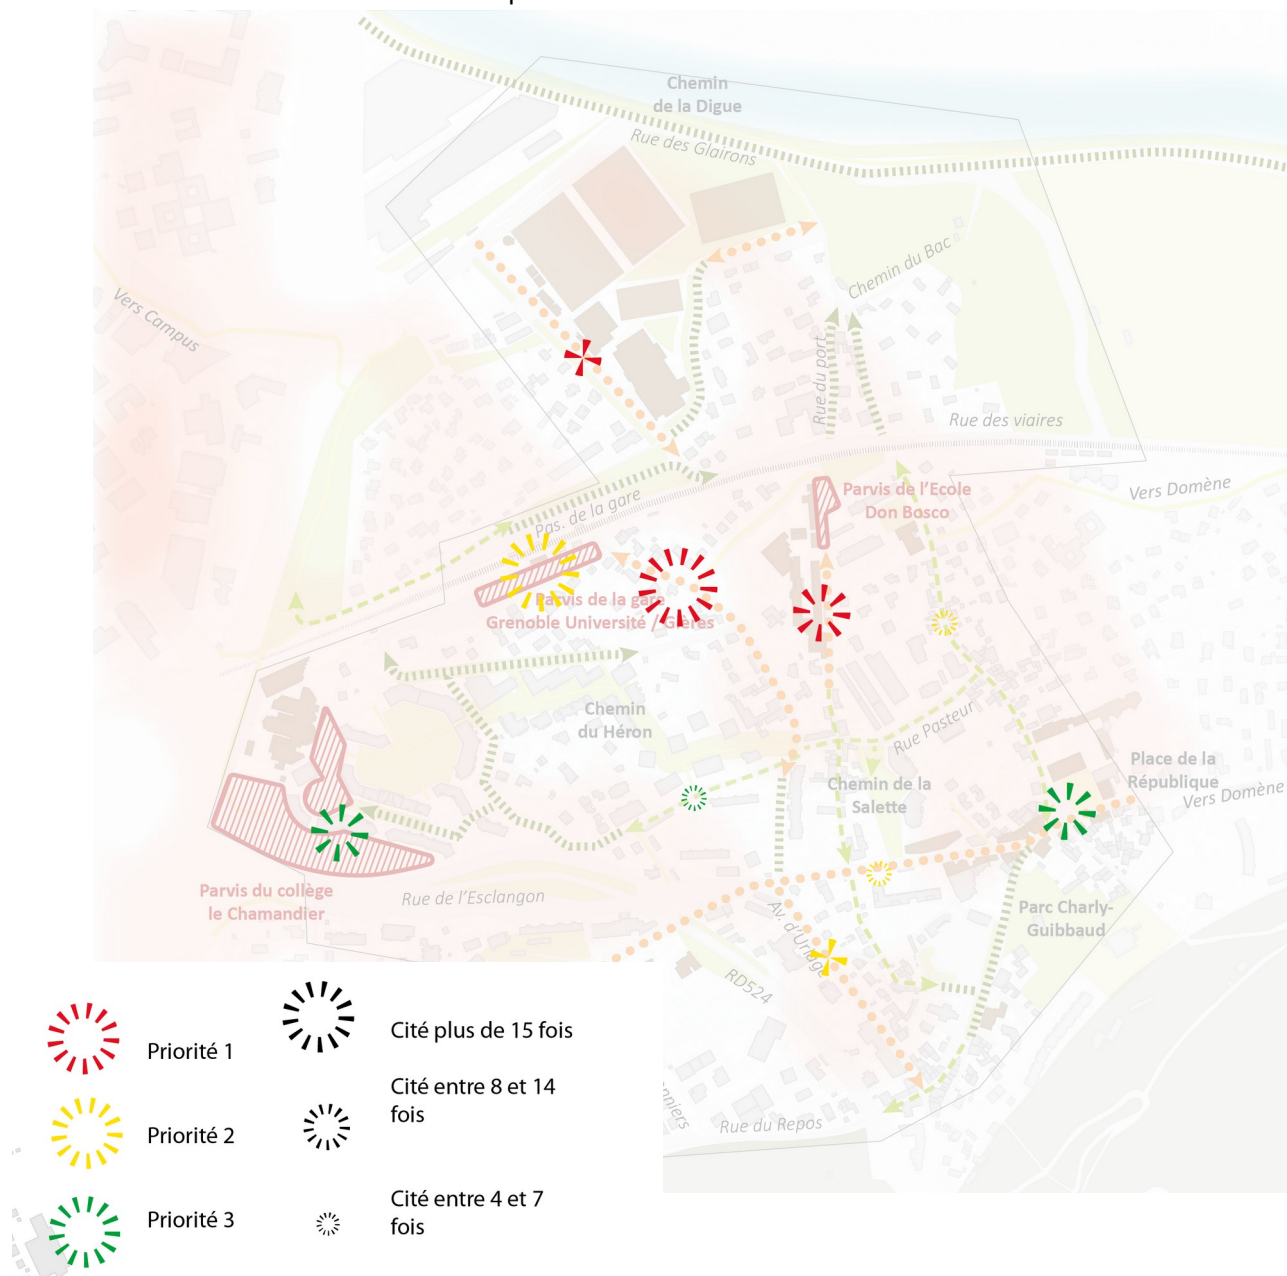 Chemin
de la Digue
Rue des Glairons
Chemin du Bac
Vers Campus
Rue du port
Rue des viaires
Pas. de la gare
Parvis de l'Ecole
Don Bosco
Vers Domène
Parvis de la gare
Grenoble Université / Gières
Chemin
du Héron
Rue Pasteur
Place de la
République
Chemin de la
Salette
Vers Domène
Parvis du collège
le Chamandier
Rue de l'Esclangon
Av. d'Uriage
Parc Charly-
Guibbaud
RD524
Rue du Repos
Priorité 1
Priorité 2
Priorité 3
Cité plus de 15 fois
Cité entre 8 et 14
fois
Cité entre 4 et 7
fois